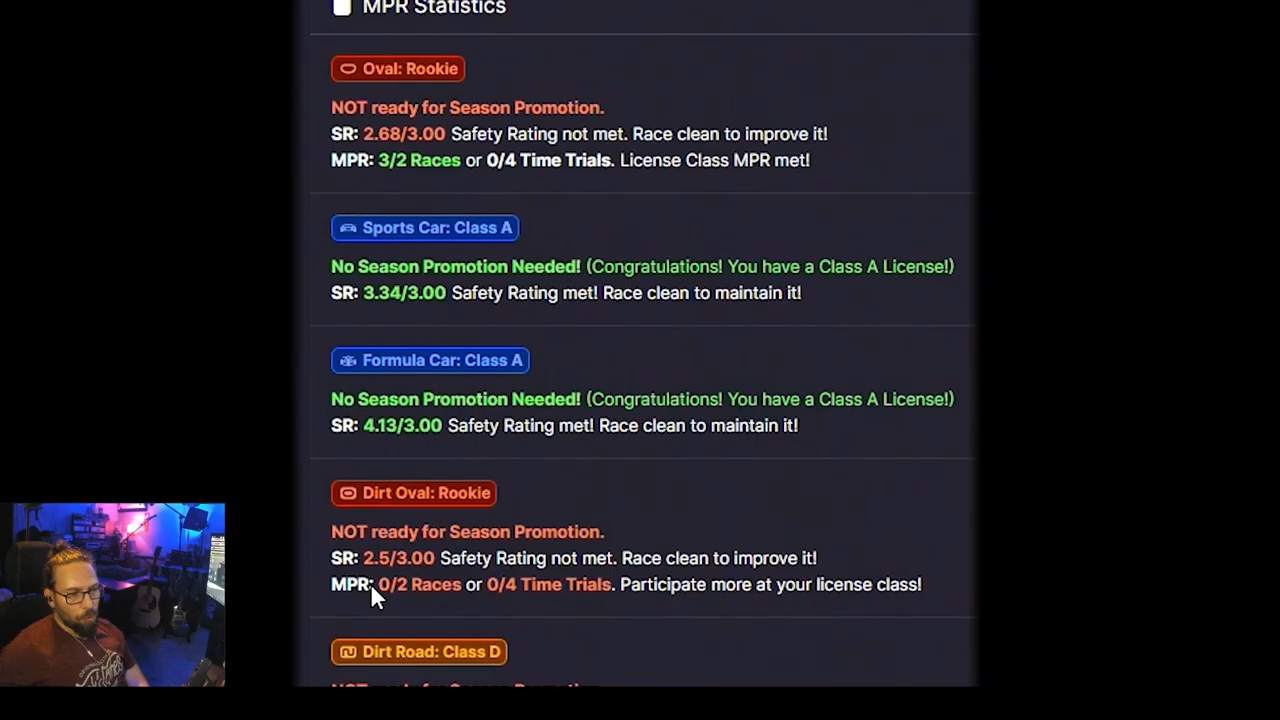 MPR Statistics
Oval: Rookie
NOT ready for Season Promotion.
SR: 2.68/3.00 Safety Rating not met. Race clean to improve it!
MPR: 3/2 Races or 0/4 Time Trials. License Class MPR met!
Sports Car: Class A
No Season Promotion Needed! (Congratulations! You have a Class A License!)
SR: 3.34/3.00 Safety Rating met! Race clean to maintain it!
Formula Car: Class A
No Season Promotion Needed! (Congratulations! You have a Class A License!)
SR: 4.13/3.00 Safety Rating met! Race clean to maintain it!
Dirt Oval: Rookie
NOT ready for Season Promotion.
SR: 2.5/3.00 Safety Rating not met. Race clean to improve it!
MPR: 0/2 Races or 0/4 Time Trials. Participate more at your license class!
Dirt Road: Class D
NOT ready for Season Promotion.